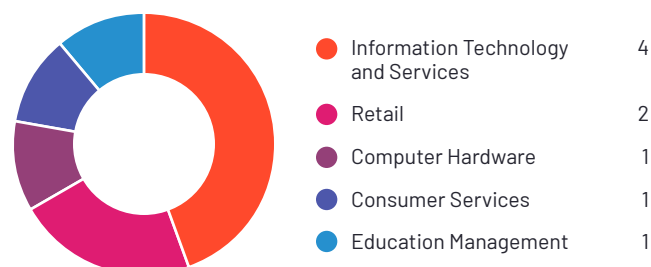 Information Technology 4
and Services
Retail 2
Computer Hardware 1
Consumer Services 1
Education Management 1